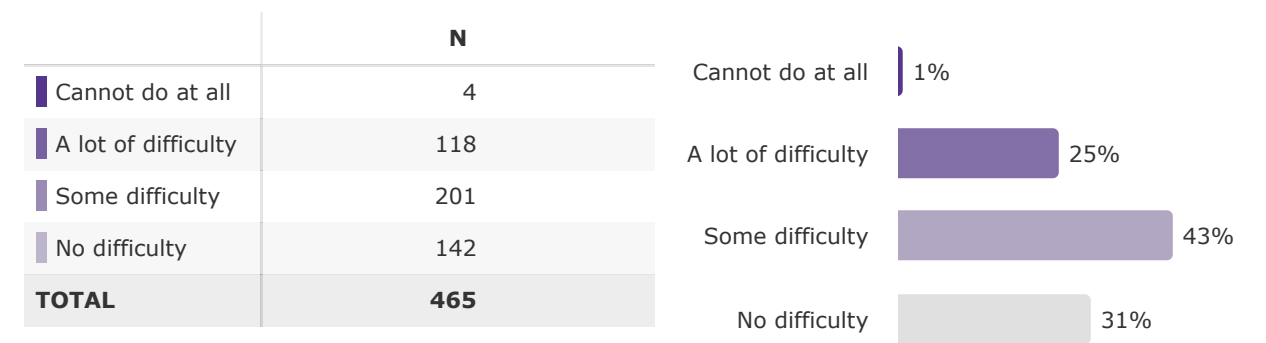 N
Cannot do at all 4
A lot of difficulty 118
Some difficulty 201
No difficulty 142
TOTAL 465
Cannot do at all 1%
A lot of difficulty 25%
Some difficulty 43%
No difficulty 31%